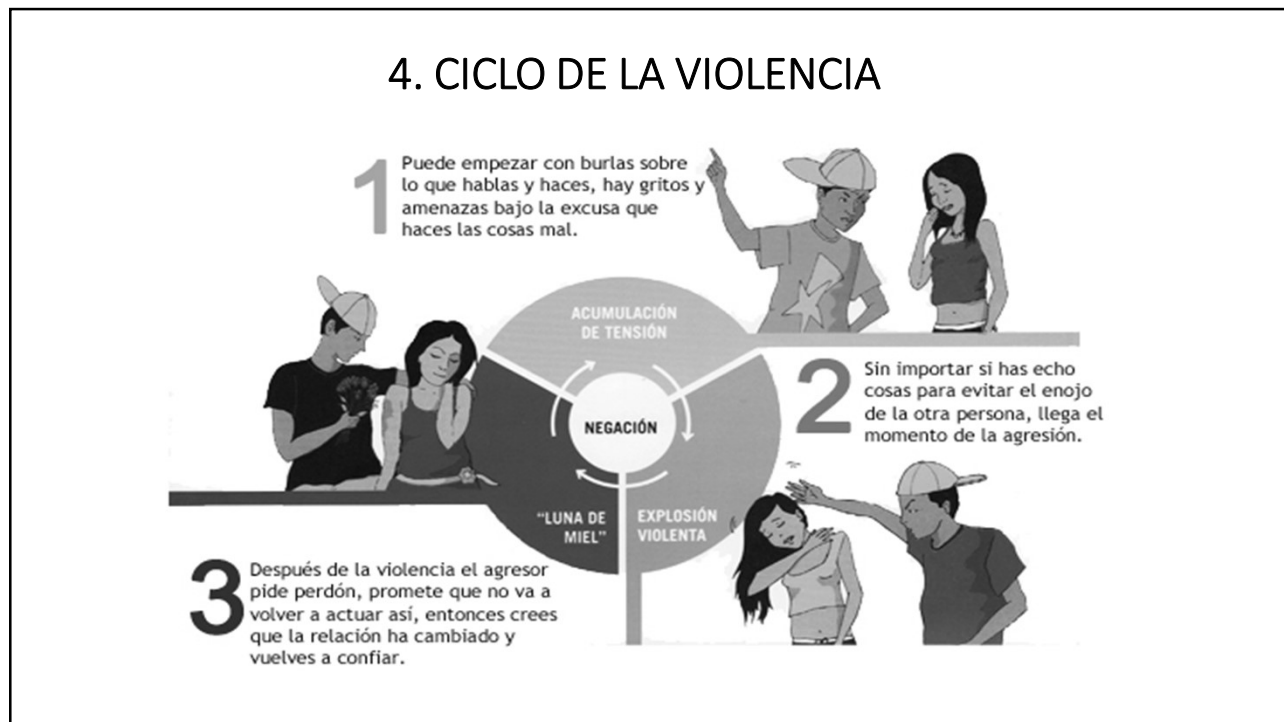 4. CICLO DE LA VIOLENCIA
1
Puede empezar con burlas sobre
lo que hablas y haces, hay gritos y
amenazas bajo la excusa que
haces las cosas mal.
ACUMULACIÓN
DE TENSIÓN
2
Sin importar si has echo
cosas para evitar el enojo
de la otra persona, llega el
momento de la agresión.
NEGACIÓN
"LUNA DE
MIEL"
EXPLOSIÓN
VIOLENTA
3
Después de la violencia el agresor
pide perdón, promete que no va a
volver a actuar así, entonces crees
que la relación ha cambiado y
vuelves a confiar.